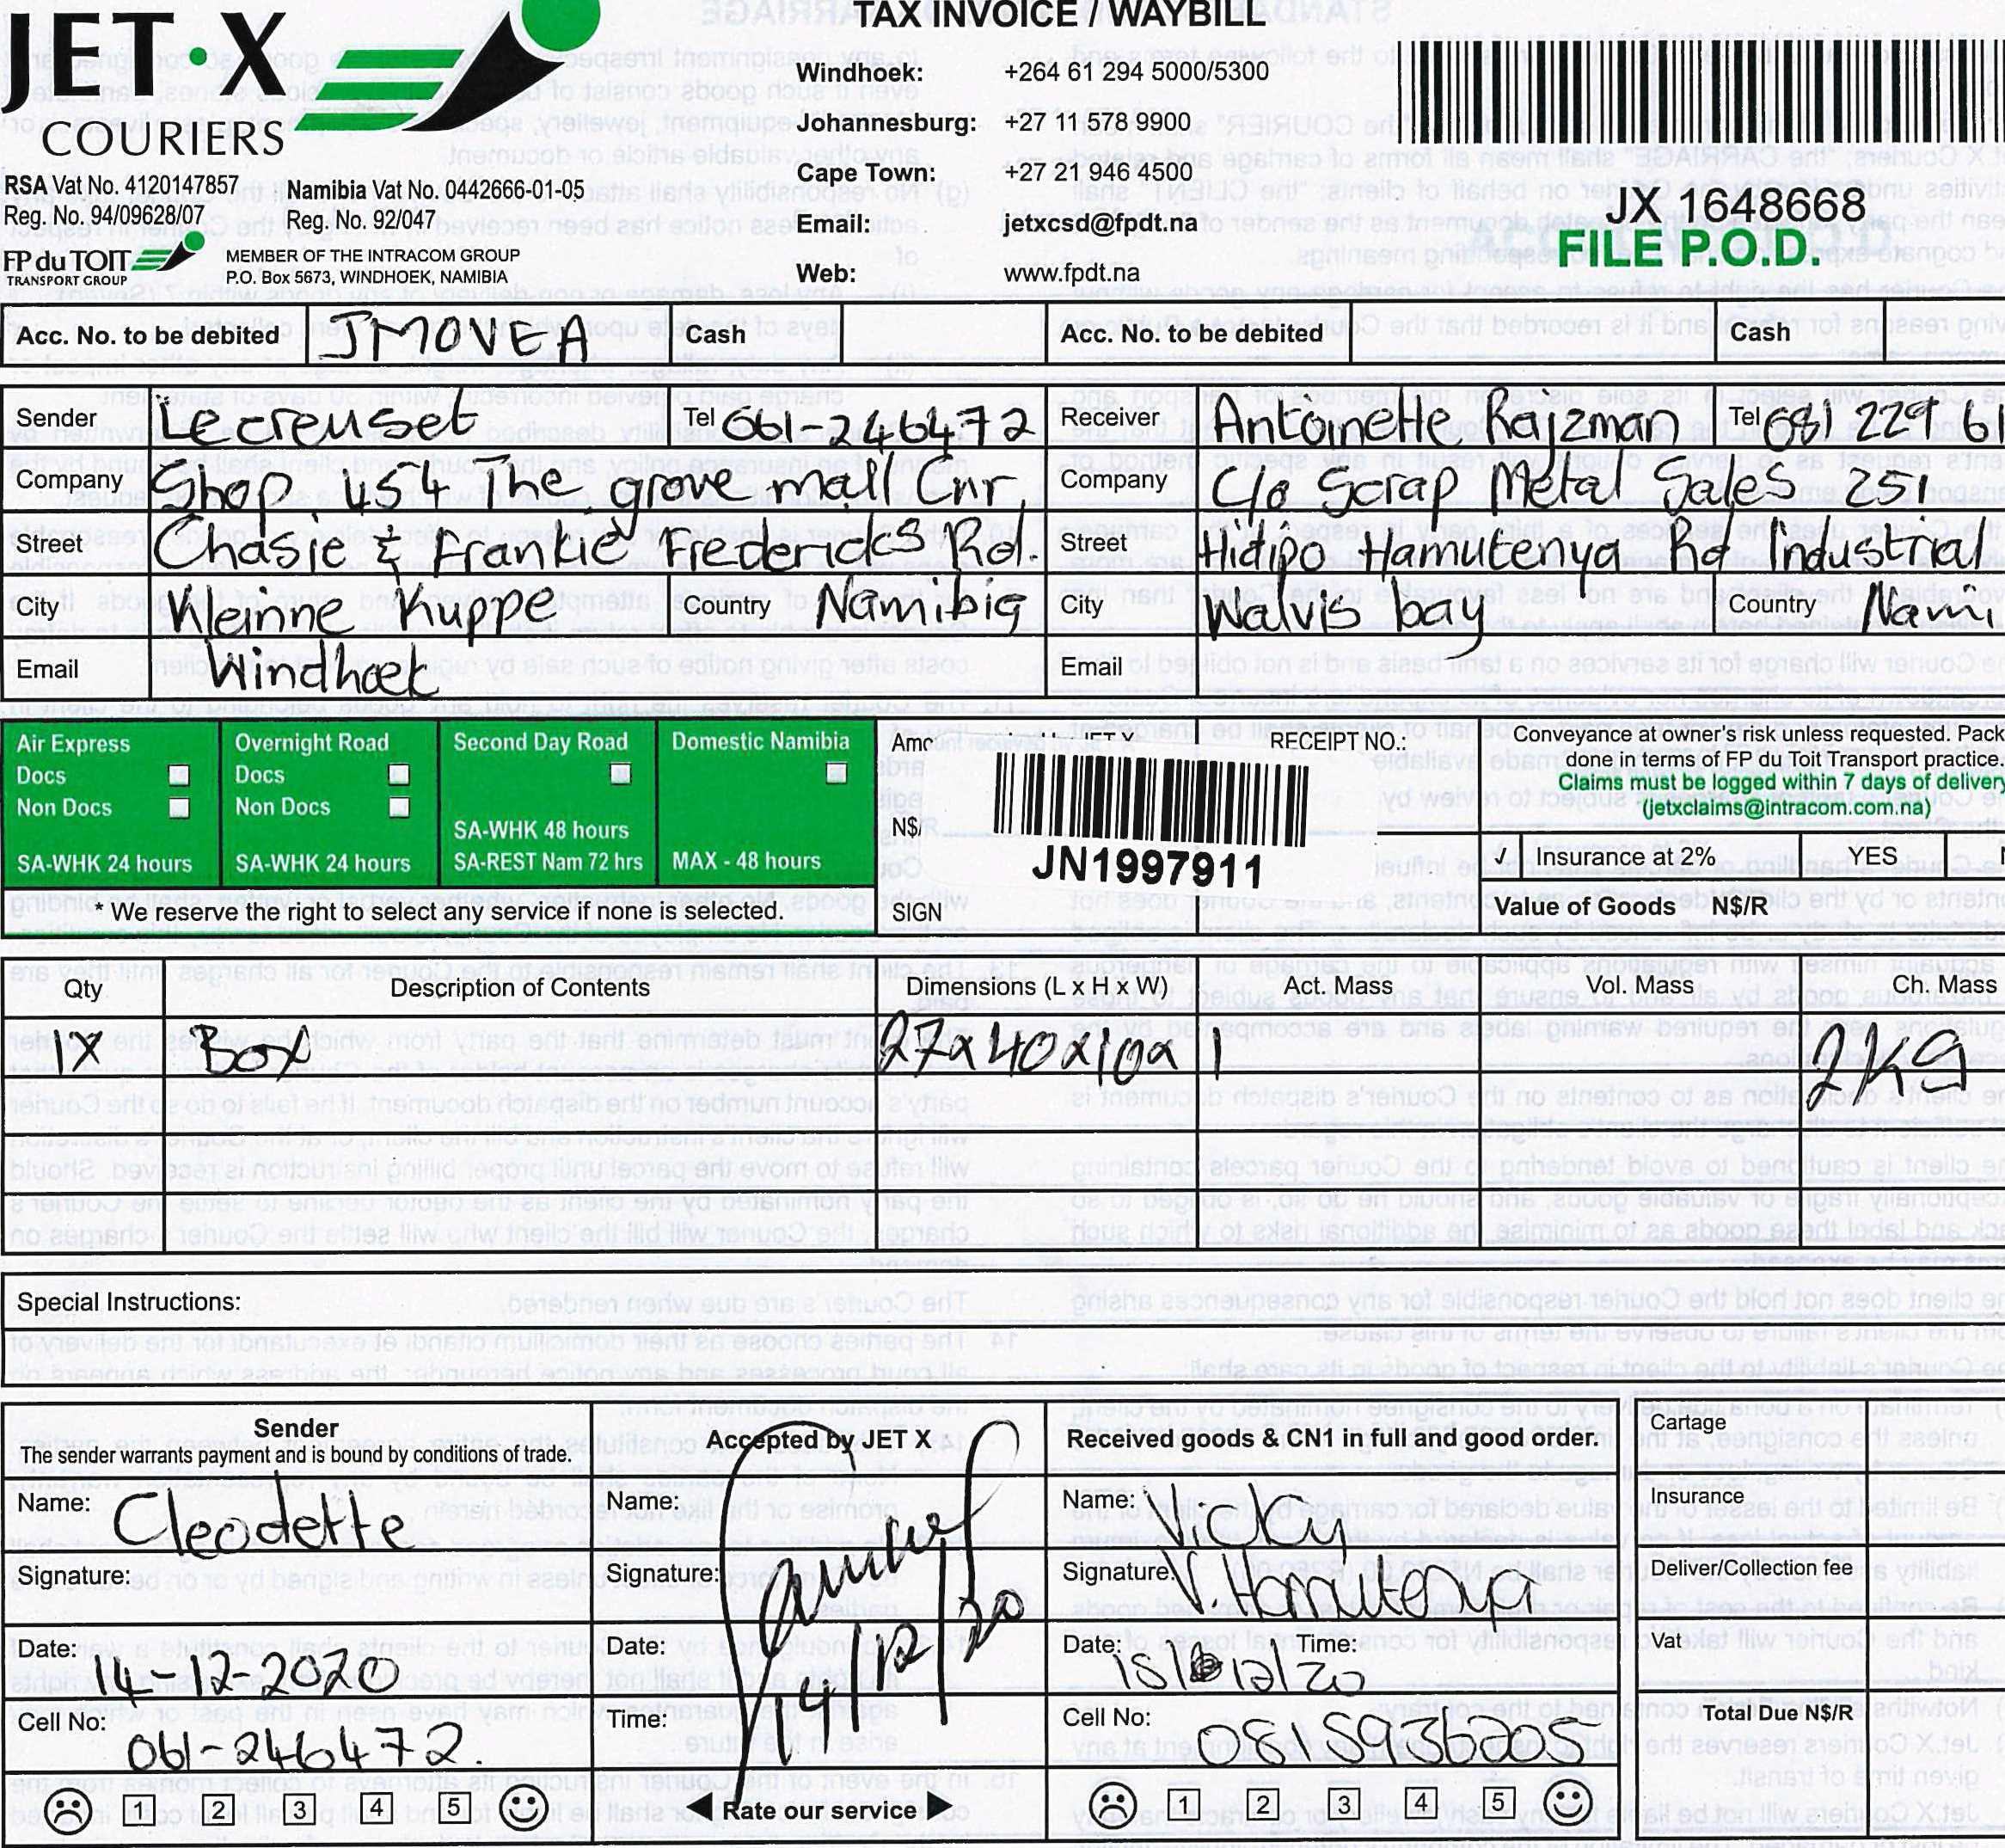 JET·X
COURIERS
RSA Vat No. 4120147857
Reg. No. 94/09628/07
Namibia Vat No. 0442666-01-05
Reg. No. 92/047
FP du TOIT
TRANSPORT GROUP
MEMBER OF THE INTRACOM GROUP
P.O. Box 5673, WINDHOEK, NAMIBIA
TAX INVOICE / WAYBILL
Windhoek: +264 61 294 5000/5300
Johannesburg: +27 11 578 9900
Cape Town: +27 21 946 4500
Email: jetxcsd@fpdt.na
Web: www.fpdt.na
JX 1648668
FILE P.O.D.
Acc. No. to be debited JMOVEA Cash
Acc. No. to be debited Cash
Sender Lecreuset Tel 061-246472
Company Shop U54 The grove mall Cnr,
Street Chasie & Frankie Fredericks Rd.
City Kleinne Kuppe Country Namibia
Email Windhoek
Receiver Antoinette Tel 081 229 61
Company C/o Scrap Metal Sales 251
Street Hidipo Hamutenya Rd Industrial
City Walvis bay Country Nami
Email
Air Express
Docs
Non Docs
SA-WHK 24 hours
Overnight Road
Docs
Non Docs
SA-WHK 24 hours
Second Day Road
SA-WHK 48 hours
SA-REST Nam 72 hrs
Domestic Namibia
MAX - 48 hours
* We reserve the right to select any service if none is selected.
N$/
SIGN
JN1997911
RECEIPT NO.:
Conveyance at owner's risk unless requested. Pack
done in terms of FP du Toit Transport practice.
Claims must be logged within 7 days of delivery
(jetxclaims@intracom.com.na)
√ Insurance at 2% YES
Value of Goods N$/R
Qty Description of Contents Dimensions (L x H x W) Act. Mass Vol. Mass Ch. Mass
1X Box 27x40x10x1 2KG
Special Instructions:
Sender
The sender warrants payment and is bound by conditions of trade.
Name: Cleodette
Signature:
Date: 14-12-2020
Cell No: 061-246472.
1 2 3 4 5
Accepted by JET X
Name:
Signature:
Date: 14/12/20
Time:
Rate our service
Received goods & CN1 in full and good order.
Name: Vicky
Signature: V. Hamutenya
Date: 15/12/20 Time:
Cell No:
1 2 3 4 5
Cartage
Insurance
Deliver/Collection fee
Vat
Total Due N$/R